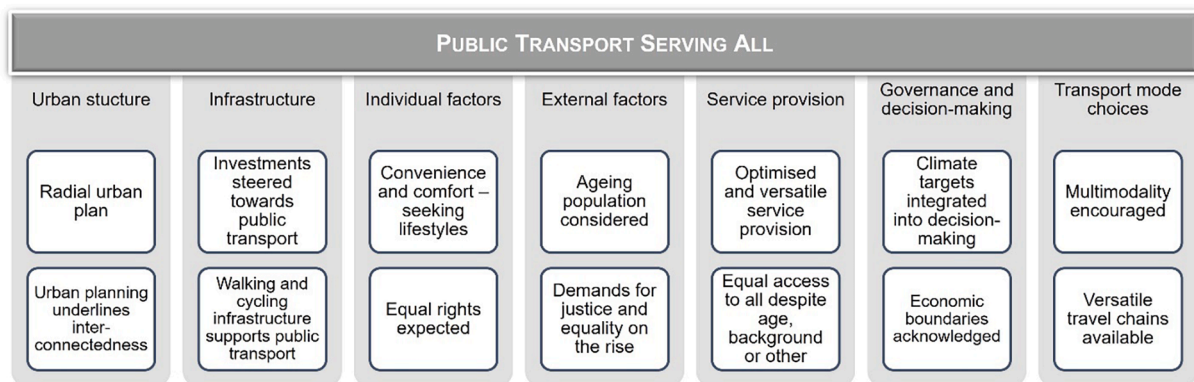 PUBLIC TRANSPORT SERVING ALL
Urban stucture
Radial urban
plan
Urban planning
underlines
inter-
connectedness
Infrastructure
Investments
steered
towards
public
transport
Walking and
cycling
infrastructure
supports public
transport
Individual factors
Convenience
and comfort –
seeking
lifestyles
Equal rights
expected
External factors
Ageing
population
considered
Demands for
justice and
equality on
the rise
Service provision
Optimised
and versatile
service
provision
Equal access
to all despite
age,
background
or other
Governance and
decision-making
Climate
targets
integrated
into decision-
making
Economic
boundaries
acknowledged
Transport mode
choices
Multimodality
encouraged
Versatile
travel chains
available